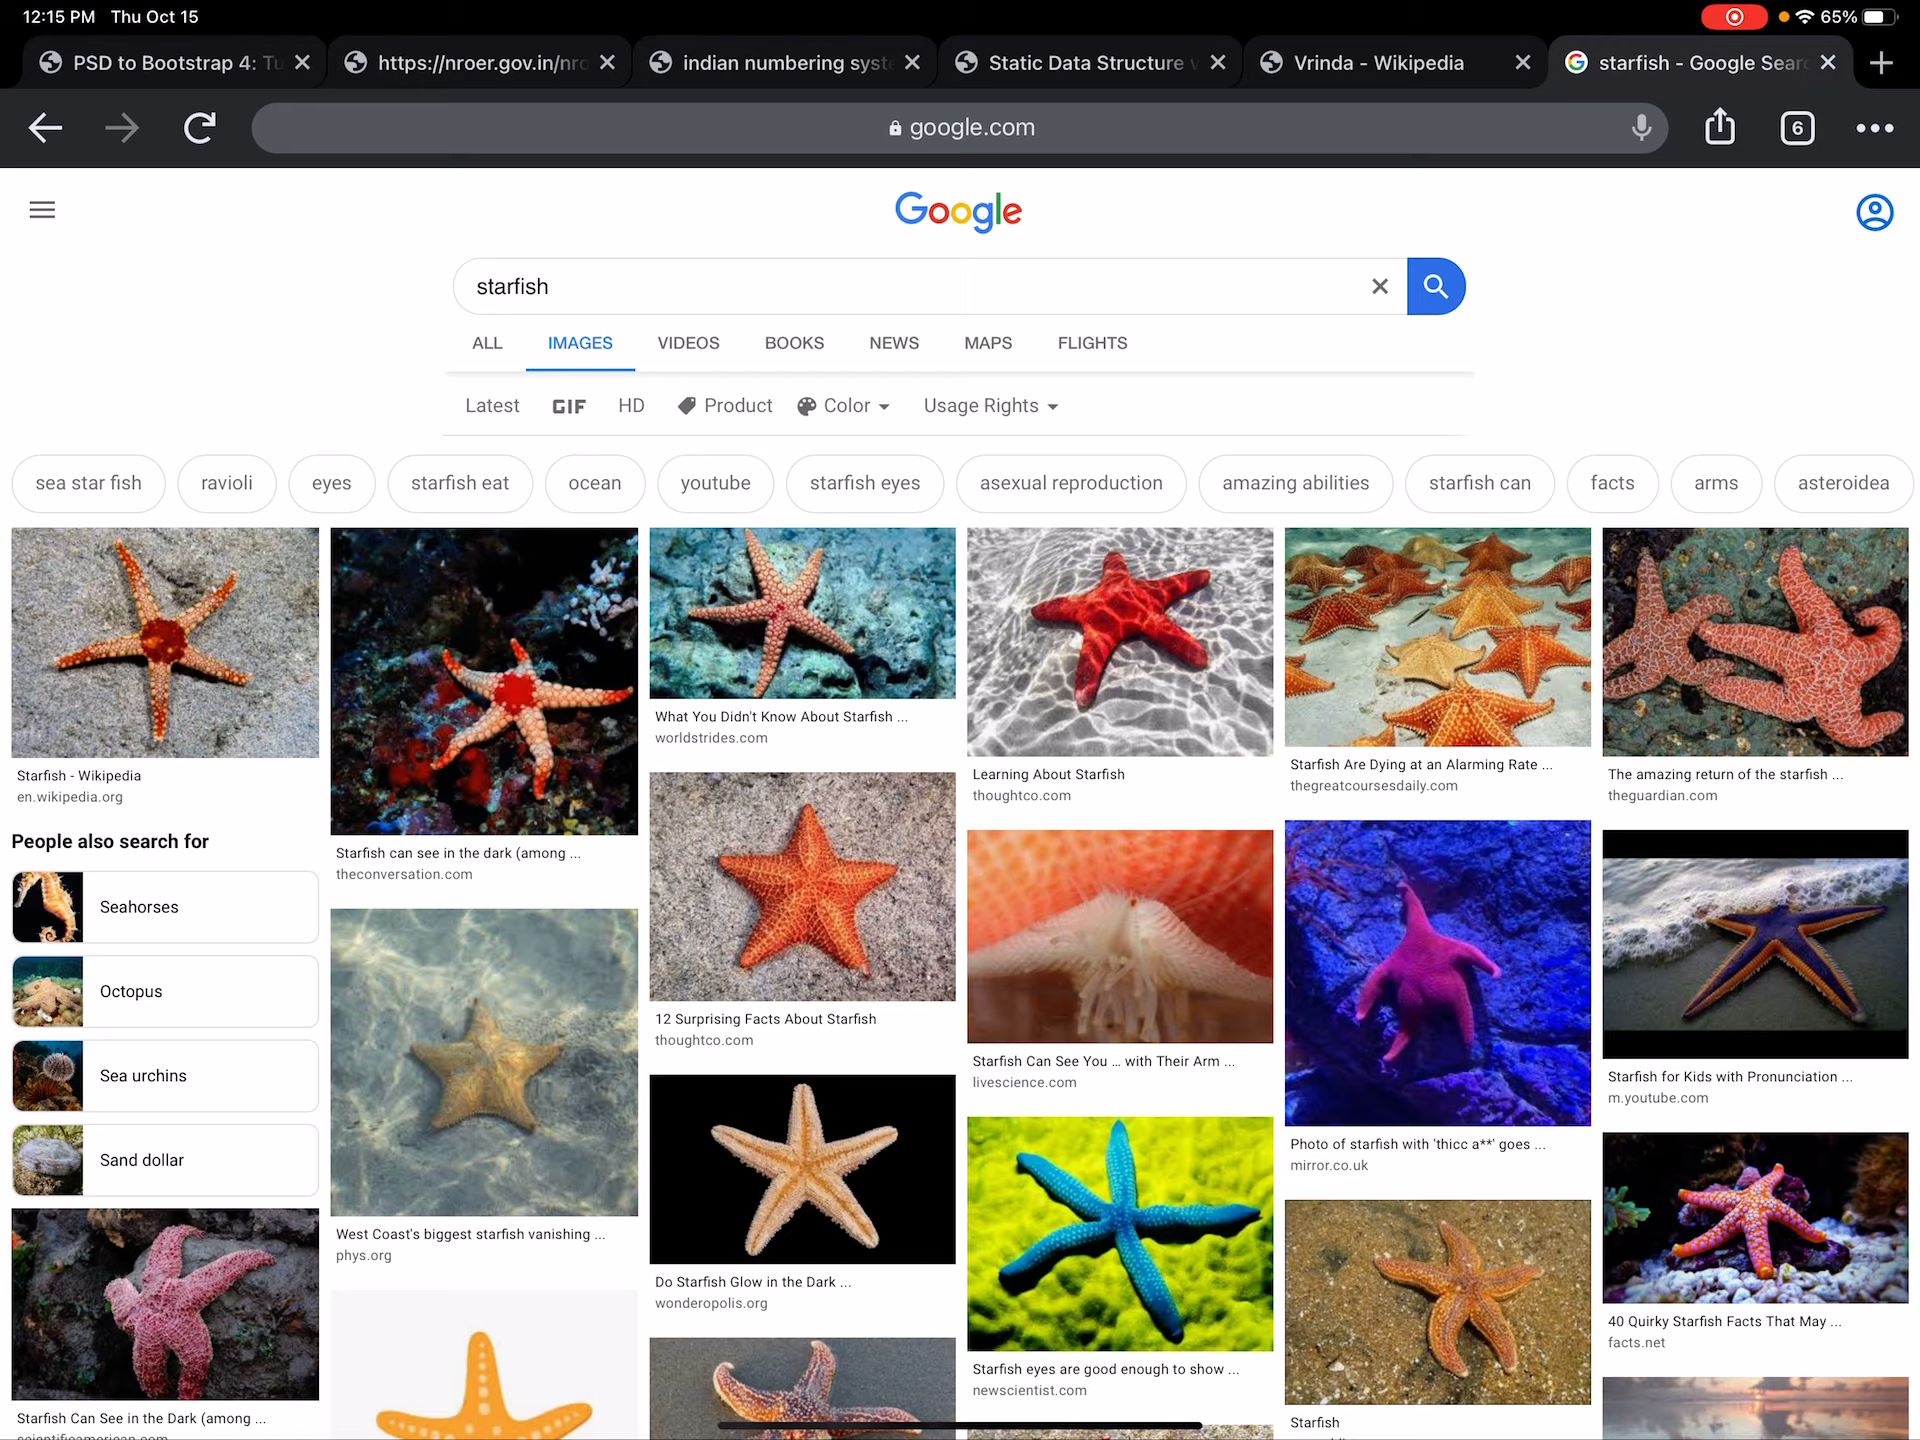 12:15 PM Thu Oct 15
65%
PSD to Bootstrap 4: Tu
https://nroer.gov.in/nro
indian numbering syste
Static Data Structure v
Vrinda - Wikipedia
starfish - Google Sear
google.com
6
Google
starfish
ALL IMAGES VIDEOS BOOKS NEWS MAPS FLIGHTS
Latest GIF HD Product Color Usage Rights
sea star fish ravioli eyes starfish eat ocean youtube starfish eyes asexual reproduction amazing abilities starfish can facts arms asteroidea
Starfish - Wikipedia
en.wikipedia.org
People also search for
Seahorses
Octopus
Sea urchins
Sand dollar
Starfish Can See in the Dark (among ...
scientificamerican.com
Starfish can see in the dark (among ...
theconversation.com
West Coast's biggest starfish vanishing ...
phys.org
What You Didn't Know About Starfish ...
worldstrides.com
12 Surprising Facts About Starfish
thoughtco.com
Do Starfish Glow in the Dark ...
wonderopolis.org
Learning About Starfish
thoughtco.com
Starfish Can See You ... with Their Arm ...
livescience.com
Starfish eyes are good enough to show ...
newscientist.com
Starfish Are Dying at an Alarming Rate ...
thegreatcoursesdaily.com
Photo of starfish with 'thicc a**' goes ...
mirror.co.uk
Starfish
The amazing return of the starfish ...
theguardian.com
Starfish for Kids with Pronunciation ...
m.youtube.com
40 Quirky Starfish Facts That May ...
facts.net